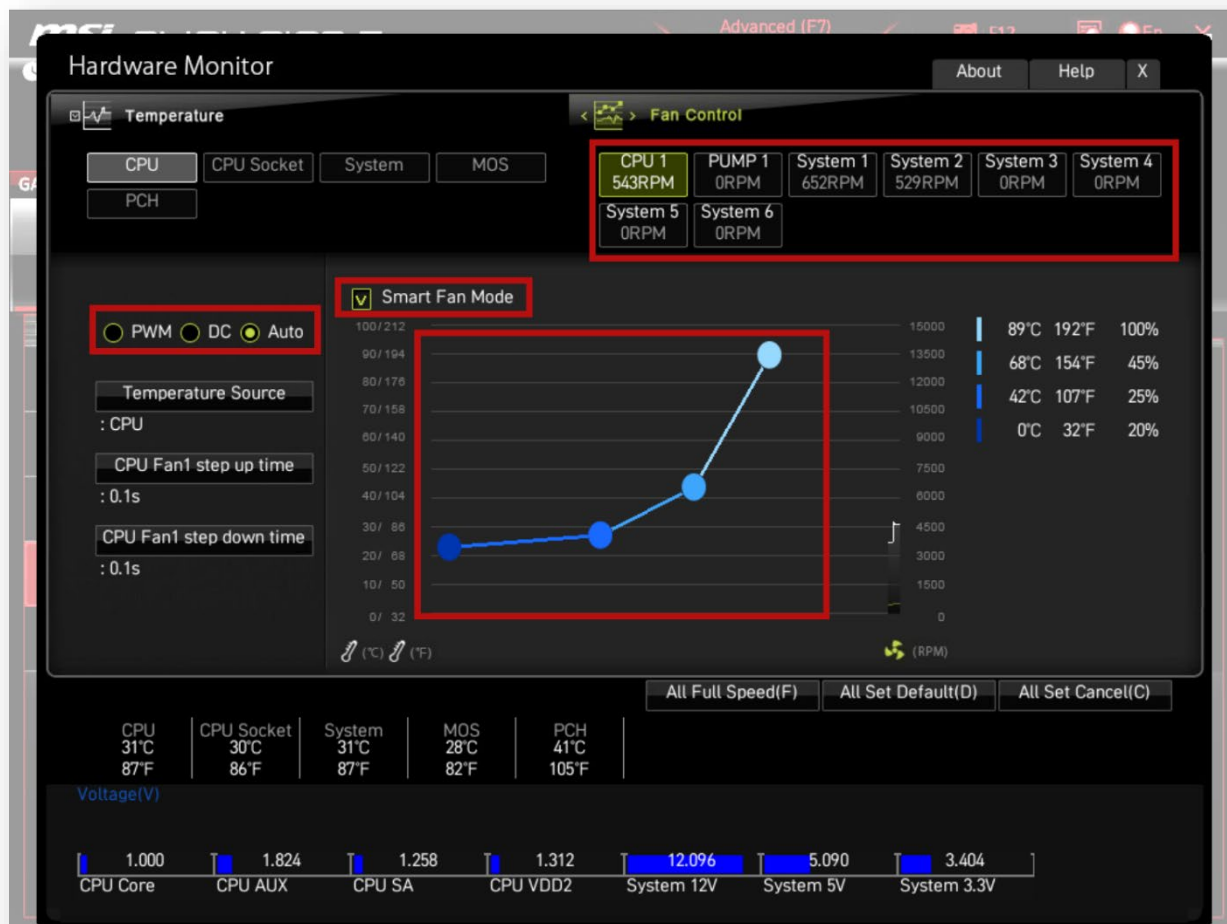 msi
Advanced (F7)
F12
En
X
Hardware Monitor
About Help X
Temperature
Fan Control
CPU CPU Socket System MOS
PCH
CPU 1 PUMP 1 System 1 System 2 System 3 System 4
543RPM 0RPM 652RPM 529RPM 0RPM 0RPM
System 5 System 6
0RPM 0RPM
GA
PWM DC Auto
Temperature Source
: CPU
CPU Fan1 step up time
: 0.1s
CPU Fan1 step down time
: 0.1s
V Smart Fan Mode
100/212 15000
90/194 13500
80/176 12000
70/158 10500
60/140 9000
50/122 7500
40/104 6000
30/ 86 4500
20/ 68 3000
10/ 50 1500
0/ 32 0
(°C) (°F) (RPM)
89°C 192°F 100%
68°C 154°F 45%
42°C 107°F 25%
0°C 32°F 20%
All Full Speed(F) All Set Default(D) All Set Cancel(C)
CPU CPU Socket System MOS PCH
31°C 30°C 31°C 28°C 41°C
87°F 86°F 87°F 82°F 105°F
Voltage(V)
1.000 1.824 1.258 1.312 12.096 5.090 3.404
CPU Core CPU AUX CPU SA CPU VDD2 System 12V System 5V System 3.3V